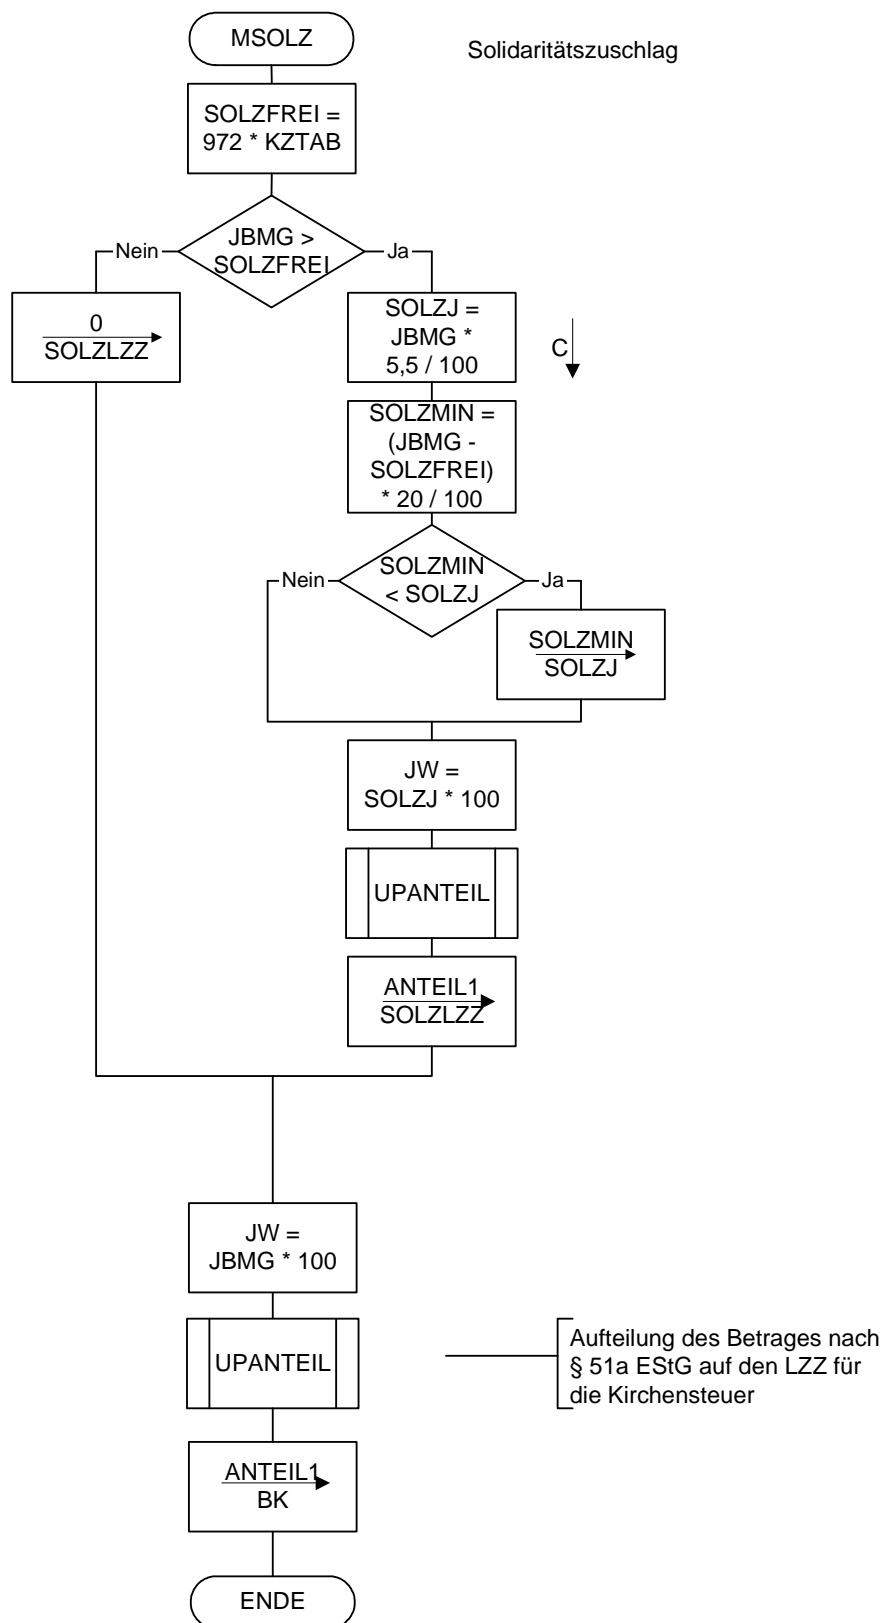 MSOLZ
Solidaritätszuschlag
SOLZFREI =
972 * KZTAB
JBMG >
SOLZFREI
Nein
Ja
0
SOLZLZZ
SOLZJ =
JBMG *
5,5 / 100
C
SOLZMIN =
(JBMG -
SOLZFREI)
* 20 / 100
SOLZMIN
< SOLZJ
Nein
Ja
SOLZMIN
SOLZJ
JW =
SOLZJ * 100
UPANTEIL
ANTEIL1
SOLZLZZ
JW =
JBMG * 100
UPANTEIL
Aufteilung des Betrages nach
§ 51a EStG auf den LZZ für
die Kirchensteuer
ANTEIL1
BK
ENDE